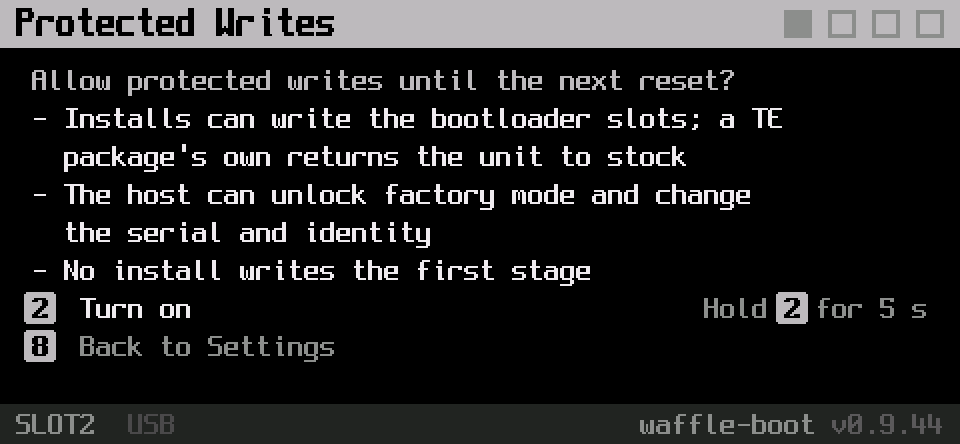 Protected Writes
Allow protected writes until the next reset?
- Installs can write the bootloader slots; a TE
package's own returns the unit to stock
- The host can unlock factory mode and change
the serial and identity
- No install writes the first stage
2 Turn on Hold 2 for 5 s
8 Back to Settings
SLOT2 USB waffle-boot v0.9.44